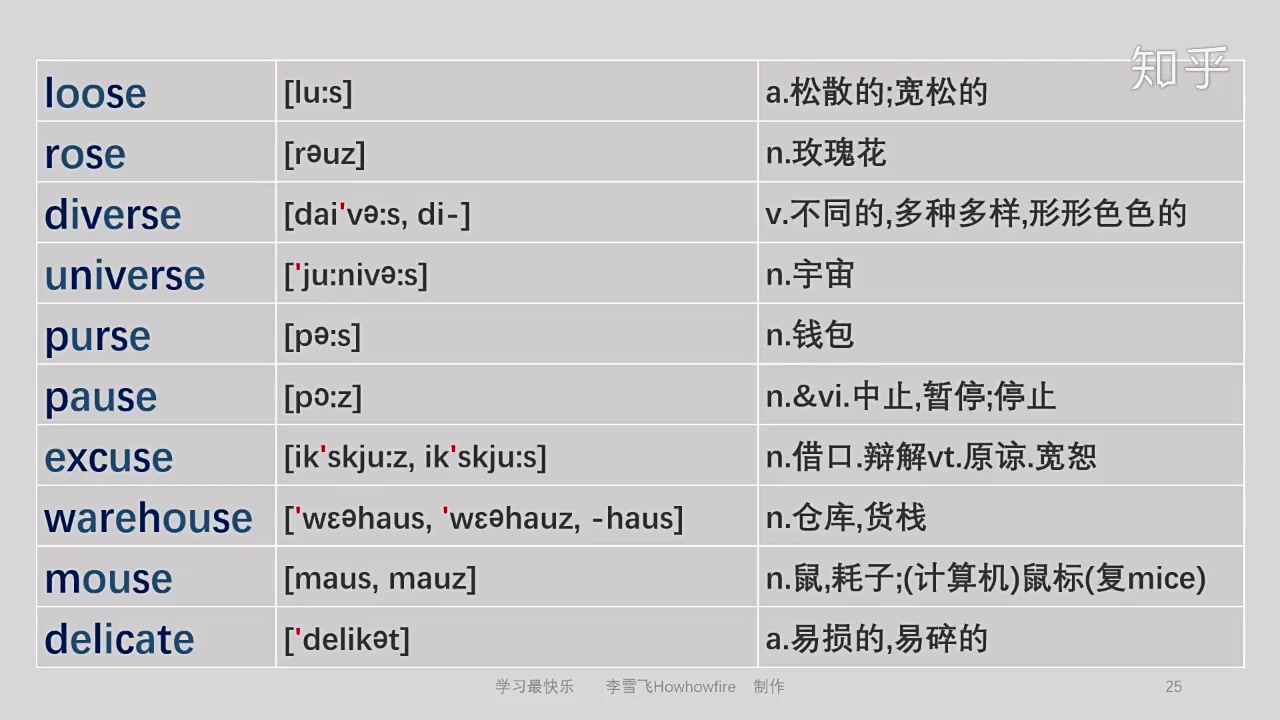 知乎
loose [lu:s] a.松散的;宽松的
rose [rəuz] n.玫瑰花
diverse [dai'və:s, di-] v.不同的,多种多样,形形色色的
universe ['ju:nivə:s] n.宇宙
purse [pə:s] n.钱包
pause [pɔ:z] n.&vi.中止,暂停;停止
excuse [ik'skju:z, ik'skju:s] n.借口.辩解vt.原谅.宽恕
warehouse ['wɛəhaus, 'wɛəhauz, -haus] n.仓库,货栈
mouse [maus, mauz] n.鼠,耗子;(计算机)鼠标(复mice)
delicate ['delikət] a.易损的,易碎的
学习最快乐 李雪飞Howhowfire 制作 25